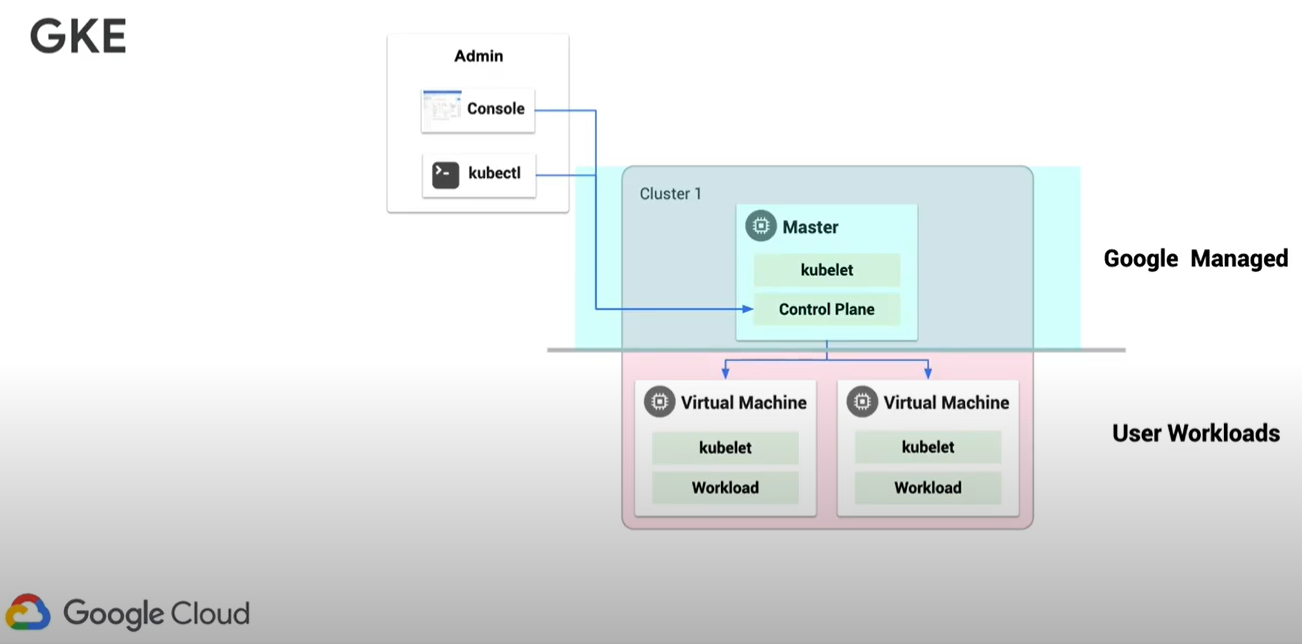 GKE
Admin
Console
kubectl
Cluster 1
Master
kubelet
Control Plane
Google Managed
Virtual Machine
kubelet
Workload
Virtual Machine
kubelet
Workload
User Workloads
Google Cloud